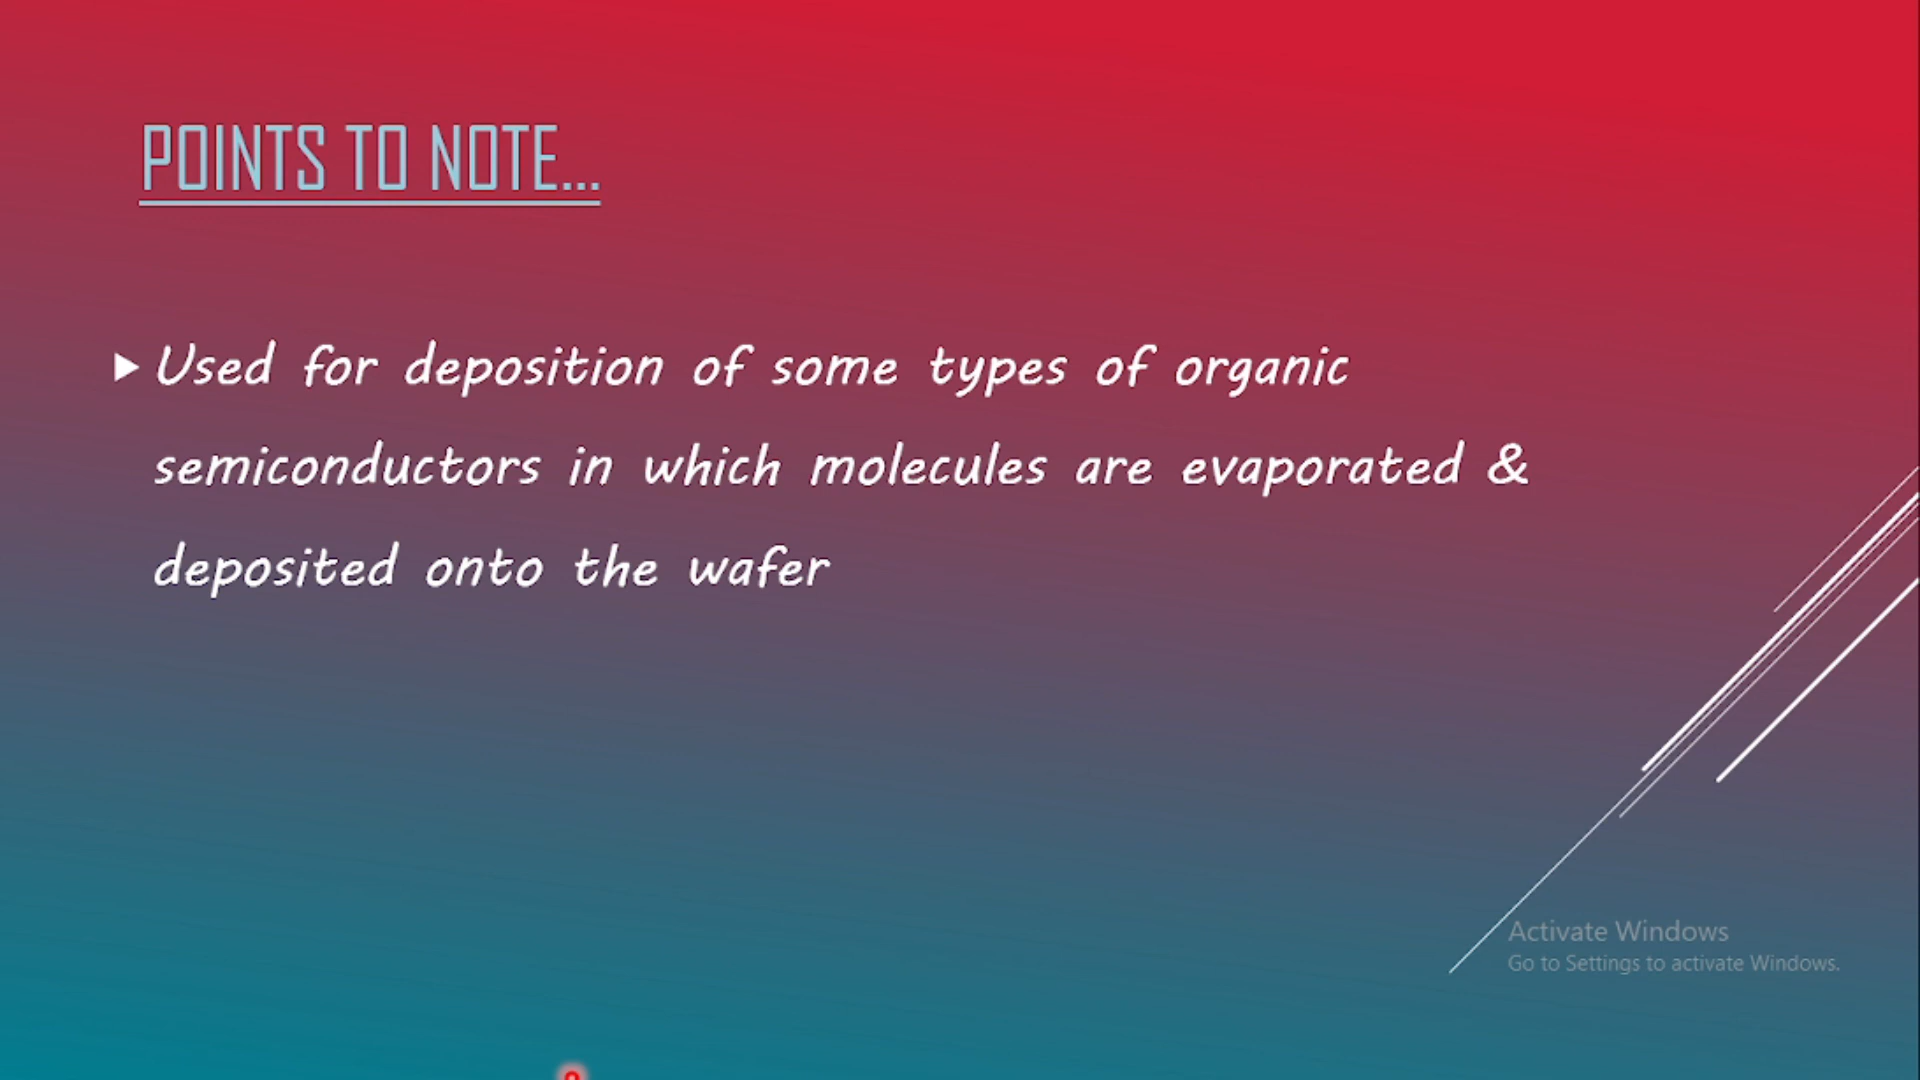 POINTS TO NOTE...
Used for deposition of some types of organic
semiconductors in which molecules are evaporated &
deposited onto the wafer
Activate Windows
Go to Settings to activate Windows.